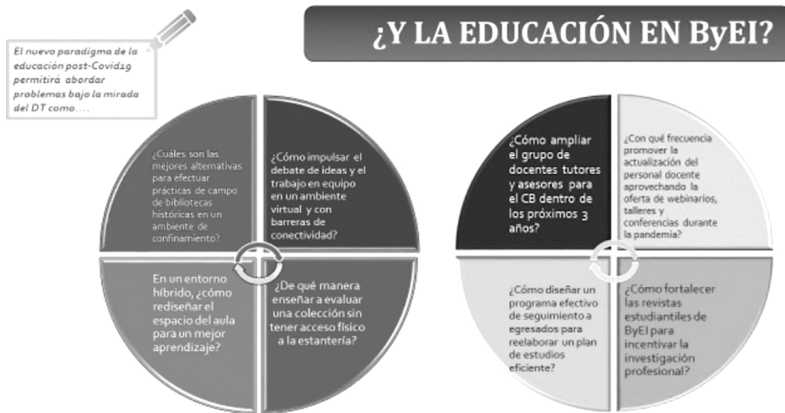 ¿Y LA EDUCACIÓN EN ByEI?
El nuevo paradigma de la
educación post-Covid19
permitirá abordar
problemas bajo la mirada
del DT como....
¿Cuáles son las
mejores alternativas
para efectuar
prácticas de campo
de bibliotecas
históricas en un
ambiente de
confinamiento?
¿Cómo impulsar el
debate de ideas y el
trabajo en equipo
en un ambiente
virtual y con
barreras de
conectividad?
En un entorno
híbrido, ¿cómo
rediseñar el
espacio del aula
para un mejor
aprendizaje?
¿De qué manera
enseñar a evaluar
una colección sin
tener acceso físico
a la estantería?
¿Cómo ampliar
el grupo de
docentes tutores
y asesores para
el CB dentro de
los próximos 3
años?
¿Con qué frecuencia
promover la
actualización del
personal docente
aprovechando la
oferta de webinarios,
talleres y
conferencias durante
la pandemia?
¿Cómo diseñar un
programa efectivo
de seguimiento a
egresados para
reelaborar un plan
de estudios
eficiente?
¿Cómo fortalecer
las revistas
estudiantiles de
ByEI para
incentivar la
investigación
profesional?